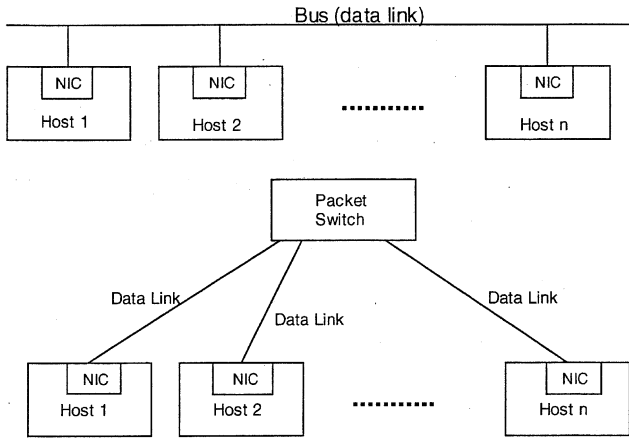 Bus (data link)
NIC NIC NIC
Host 1 Host 2 Host n
Packet
Switch
Data Link Data Link
Data Link
NIC NIC NIC
Host 1 Host 2 Host n